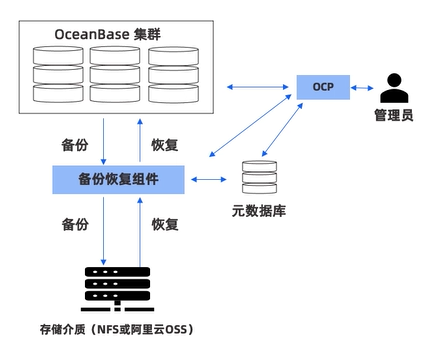 OceanBase 集群
OCP
管理员
备份
恢复
备份恢复组件
元数据库
备份
恢复
存储介质（NFS或阿里云OSS）